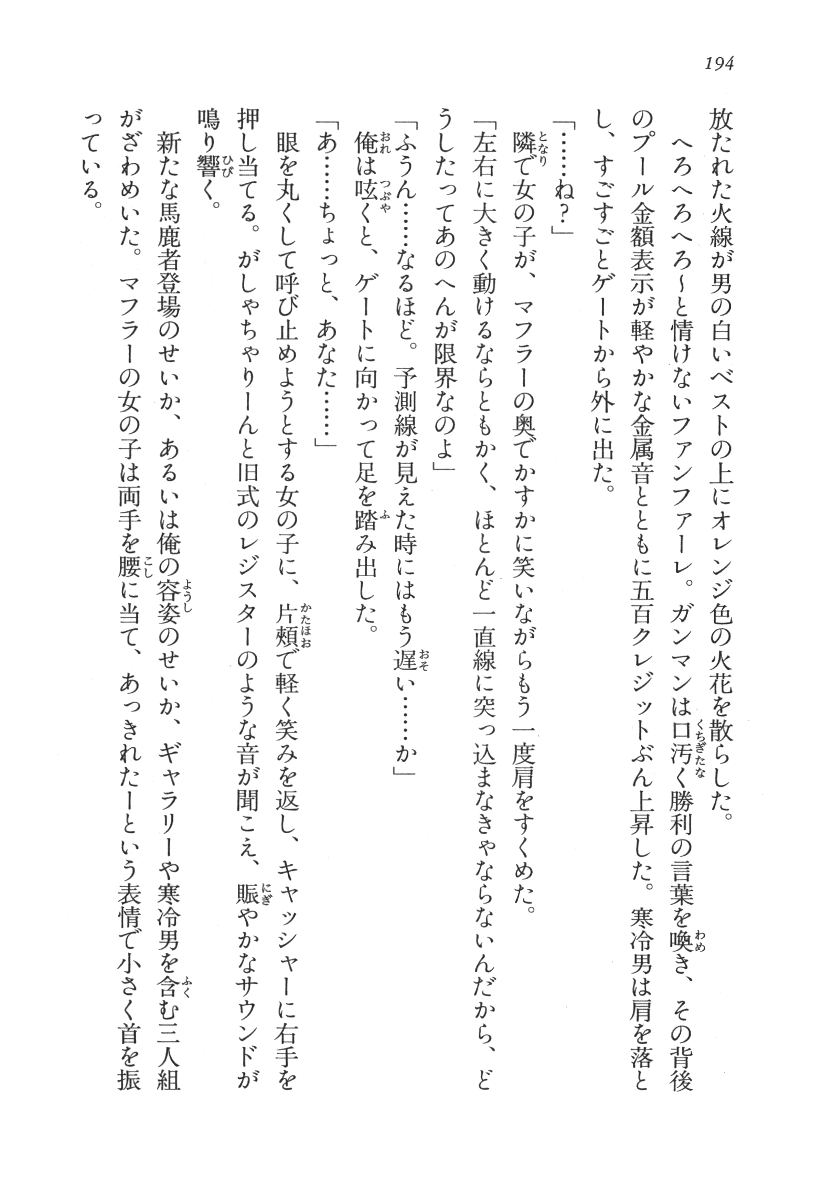 194
放たれた火線が男の白いベストの上にオレンジ色の火花を散らした。
へろへろへろ～と情けないファンファーレ。ガンマンは口汚く勝利の言葉を喚き、その背後
のプール金額表示が軽やかな金属音とともに五百クレジットぶん上昇した。寒冷男は肩を落と
し、すごすごとゲートから外に出た。
「……ね？」
隣で女の子が、マフラーの奥でかすかに笑いながらもう一度肩をすくめた。
「左右に大きく動けるならともかく、ほとんど一直線に突っ込まなきゃならないんだから、ど
うしたってあのへんが限界なのよ」
「ふうん……なるほど。予測線が見えた時にはもう遅い……か」
俺は呟くと、ゲートに向かって足を踏み出した。
「あ……ちょっと、あなた……」
眼を丸くして呼び止めようとする女の子に、片頰で軽く笑みを返し、キャッシャーに右手を
押し当てる。がしゃちゃりーんと旧式のレジスターのような音が聞こえ、賑やかなサウンドが
鳴り響く。
新たな馬鹿者登場のせいか、あるいは俺の容姿のせいか、ギャラリーや寒冷男を含む三人組
がざわめいた。マフラーの女の子は両手を腰に当て、あっきれたーという表情で小さく首を振
っている。